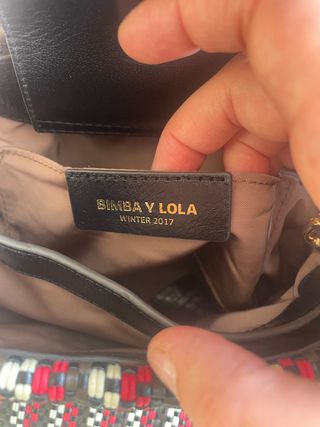 BIMBA Y LOLA
WINTER 2017